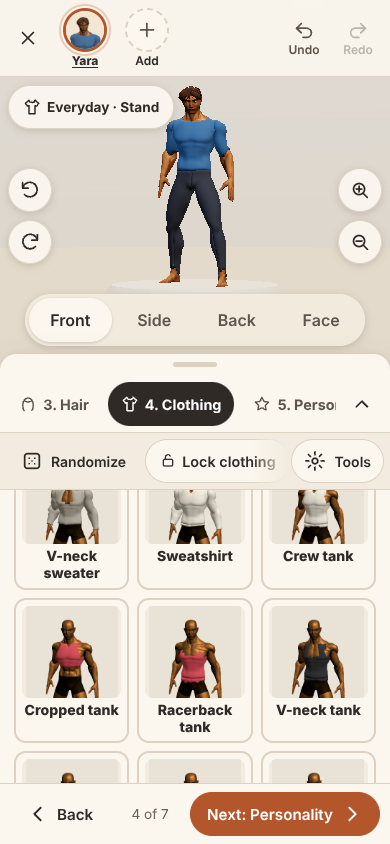 Yara
Add
Undo
Redo
Everyday · Stand
Front
Side
Back
Face
3. Hair
4. Clothing
5. Perso
Randomize
Lock clothing
Tools
V-neck
sweater
Sweatshirt
Crew tank
Cropped tank
Racerback
tank
V-neck tank
Back
4 of 7
Next: Personality